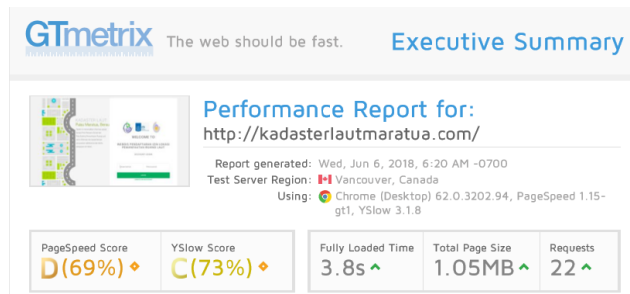 GTmetrix The web should be fast. Executive Summary
Performance Report for:
http://kadasterlautmaratua.com/
Report generated: Wed, Jun 6, 2018, 6:20 AM -0700
Test Server Region: Vancouver, Canada
Using: Chrome (Desktop) 62.0.3202.94, PageSpeed 1.15-
gt1, YSlow 3.1.8
WELCOME TO
PageSpeed Score YSlow Score Fully Loaded Time Total Page Size Requests
D(69%) C(73%) 3.8s 1.05MB 22